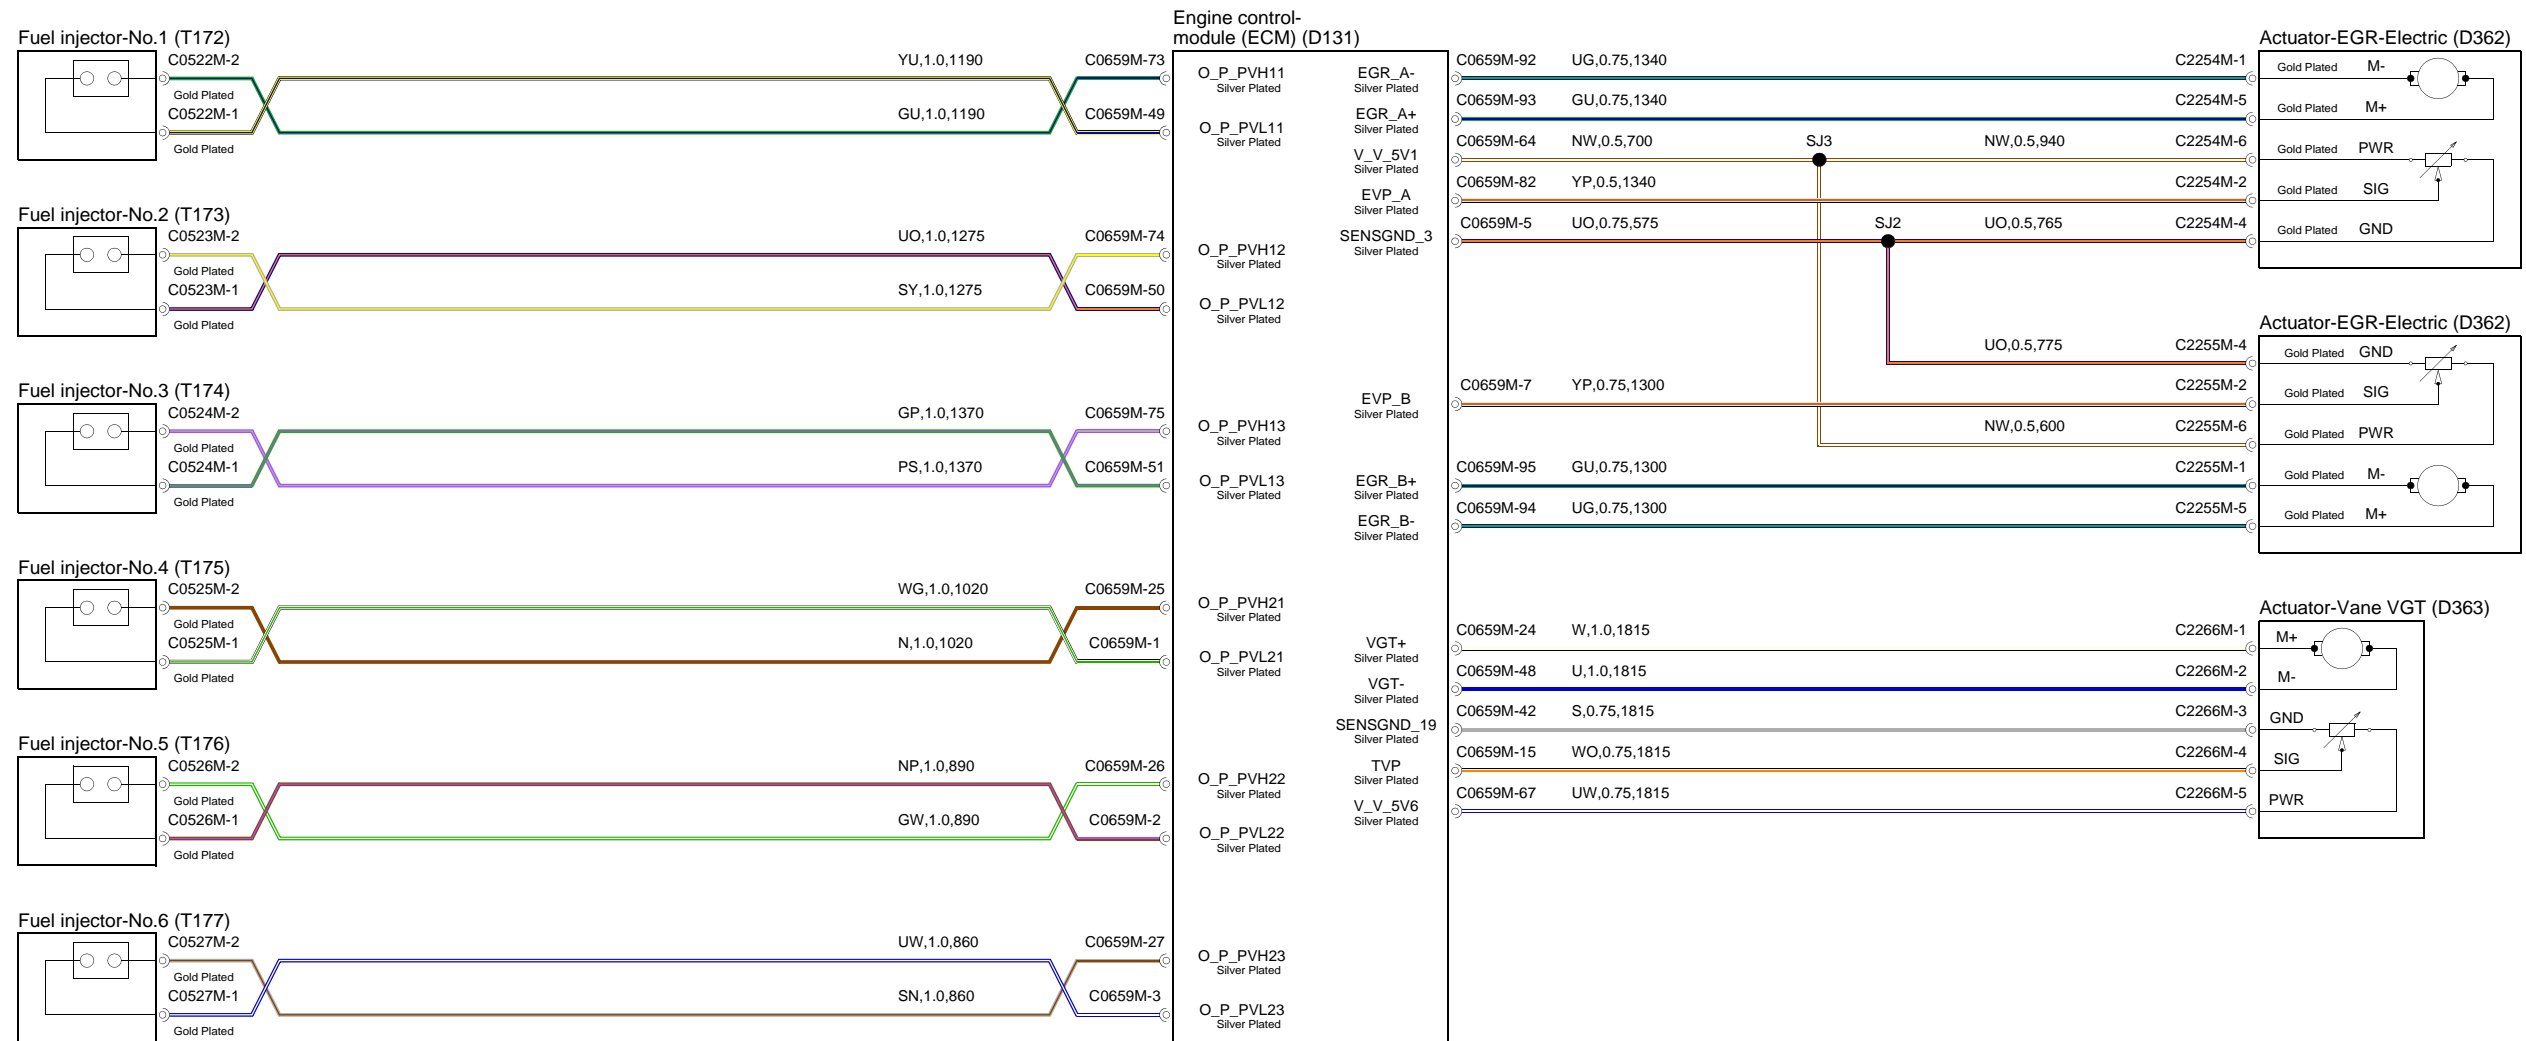 Fuel injector-No.1 (T172)
C0522M-2
Gold Plated
C0522M-1
Gold Plated
YU,1.0,1190
GU,1.0,1190
C0659M-73
C0659M-49
Fuel injector-No.2 (T173)
C0523M-2
Gold Plated
C0523M-1
Gold Plated
UO,1.0,1275
SY,1.0,1275
C0659M-74
C0659M-50
Fuel injector-No.3 (T174)
C0524M-2
Gold Plated
C0524M-1
Gold Plated
GP,1.0,1370
PS,1.0,1370
C0659M-75
C0659M-51
Fuel injector-No.4 (T175)
C0525M-2
Gold Plated
C0525M-1
Gold Plated
WG,1.0,1020
N,1.0,1020
C0659M-25
C0659M-1
Fuel injector-No.5 (T176)
C0526M-2
Gold Plated
C0526M-1
Gold Plated
NP,1.0,890
GW,1.0,890
C0659M-26
C0659M-2
Fuel injector-No.6 (T177)
C0527M-2
Gold Plated
C0527M-1
Gold Plated
UW,1.0,860
SN,1.0,860
C0659M-27
C0659M-3
Engine control-
module (ECM) (D131)
O_P_PVH11
Silver Plated
O_P_PVL11
Silver Plated
O_P_PVH12
Silver Plated
O_P_PVL12
Silver Plated
O_P_PVH13
Silver Plated
O_P_PVL13
Silver Plated
O_P_PVH21
Silver Plated
O_P_PVL21
Silver Plated
O_P_PVH22
Silver Plated
O_P_PVL22
Silver Plated
O_P_PVH23
Silver Plated
O_P_PVL23
Silver Plated
EGR_A-
Silver Plated
EGR_A+
Silver Plated
V_V_5V1
Silver Plated
EVP_A
Silver Plated
SENSGND_3
Silver Plated
EVP_B
Silver Plated
EGR_B+
Silver Plated
EGR_B-
Silver Plated
VGT+
Silver Plated
VGT-
Silver Plated
SENSGND_19
Silver Plated
TVP
Silver Plated
V_V_5V6
Silver Plated
C0659M-92 UG,0.75,1340 C2254M-1
C0659M-93 GU,0.75,1340 C2254M-5
C0659M-64 NW,0.5,700 SJ3 NW,0.5,940 C2254M-6
C0659M-82 YP,0.5,1340 C2254M-2
C0659M-5 UO,0.75,575 SJ2 UO,0.5,765 C2254M-4
UO,0.5,775 C2255M-4
C0659M-7 YP,0.75,1300 C2255M-2
NW,0.5,600 C2255M-6
C0659M-95 GU,0.75,1300 C2255M-1
C0659M-94 UG,0.75,1300 C2255M-5
C0659M-24 W,1.0,1815 C2266M-1
C0659M-48 U,1.0,1815 C2266M-2
C0659M-42 S,0.75,1815 C2266M-3
C0659M-15 WO,0.75,1815 C2266M-4
C0659M-67 UW,0.75,1815 C2266M-5
Actuator-EGR-Electric (D362)
Gold Plated M-
Gold Plated M+
Gold Plated PWR
Gold Plated SIG
Gold Plated GND
Actuator-EGR-Electric (D362)
Gold Plated GND
Gold Plated SIG
Gold Plated PWR
Gold Plated M-
Gold Plated M+
Actuator-Vane VGT (D363)
M+
M-
GND
SIG
PWR